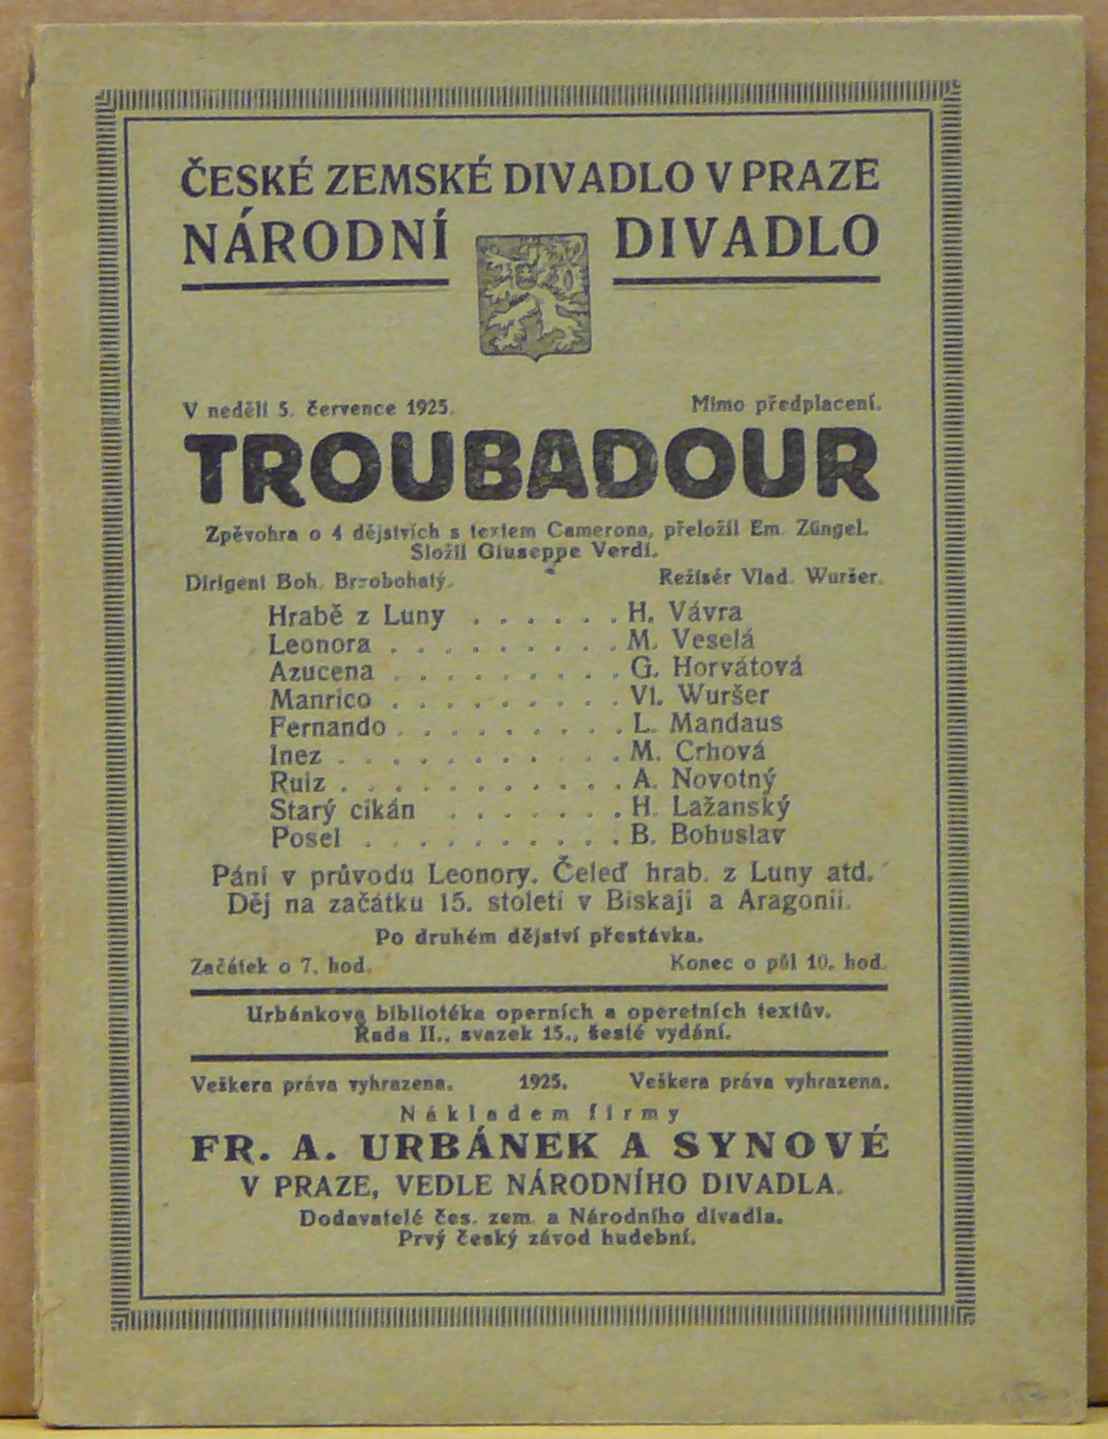 ČESKÉ ZEMSKÉ DIVADLO V PRAZE
NÁRODNÍ DIVADLO
V neděli 5. července 1925. Mimo předplacení.
TROUBADOUR
Zpěvohra o 4 dějstvích s textem Camerona, přeložil Em. Züngel.
Složil Giuseppe Verdi.
Dirigent Boh. Brzobohatý. Režisér Vlad. Wuršer.
Hrabě z Luny . . . . . . H. Vávra
Leonora . . . . . . . . . M. Veselá
Azucena . . . . . . . . . G. Horvátová
Manrico . . . . . . . . . Vl. Wuršer
Fernando . . . . . . . . . L. Mandaus
Inez . . . . . . . . . . . M. Crhová
Ruiz . . . . . . . . . . . A. Novotný
Starý cikán . . . . . . . H. Lažanský
Posel . . . . . . . . . . B. Bohuslav
Páni v průvodu Leonory. Čeleď hrab. z Luny atd.
Děj na začátku 15. století v Biskaji a Aragonii.
Po druhém dějství přestávka.
Začátek o 7. hod. Konec o půl 10. hod.
Urbánkova bibliotéka operních a operetních textův.
Řada II., svazek 15., šesté vydání.
Veškera práva vyhrazena. 1925. Veškera práva vyhrazena.
Nákladem firmy
FR. A. URBÁNEK A SYNOVÉ
V PRAZE, VEDLE NÁRODNÍHO DIVADLA.
Dodavatelé čes. zem. a Národního divadla.
Prvý český závod hudební.